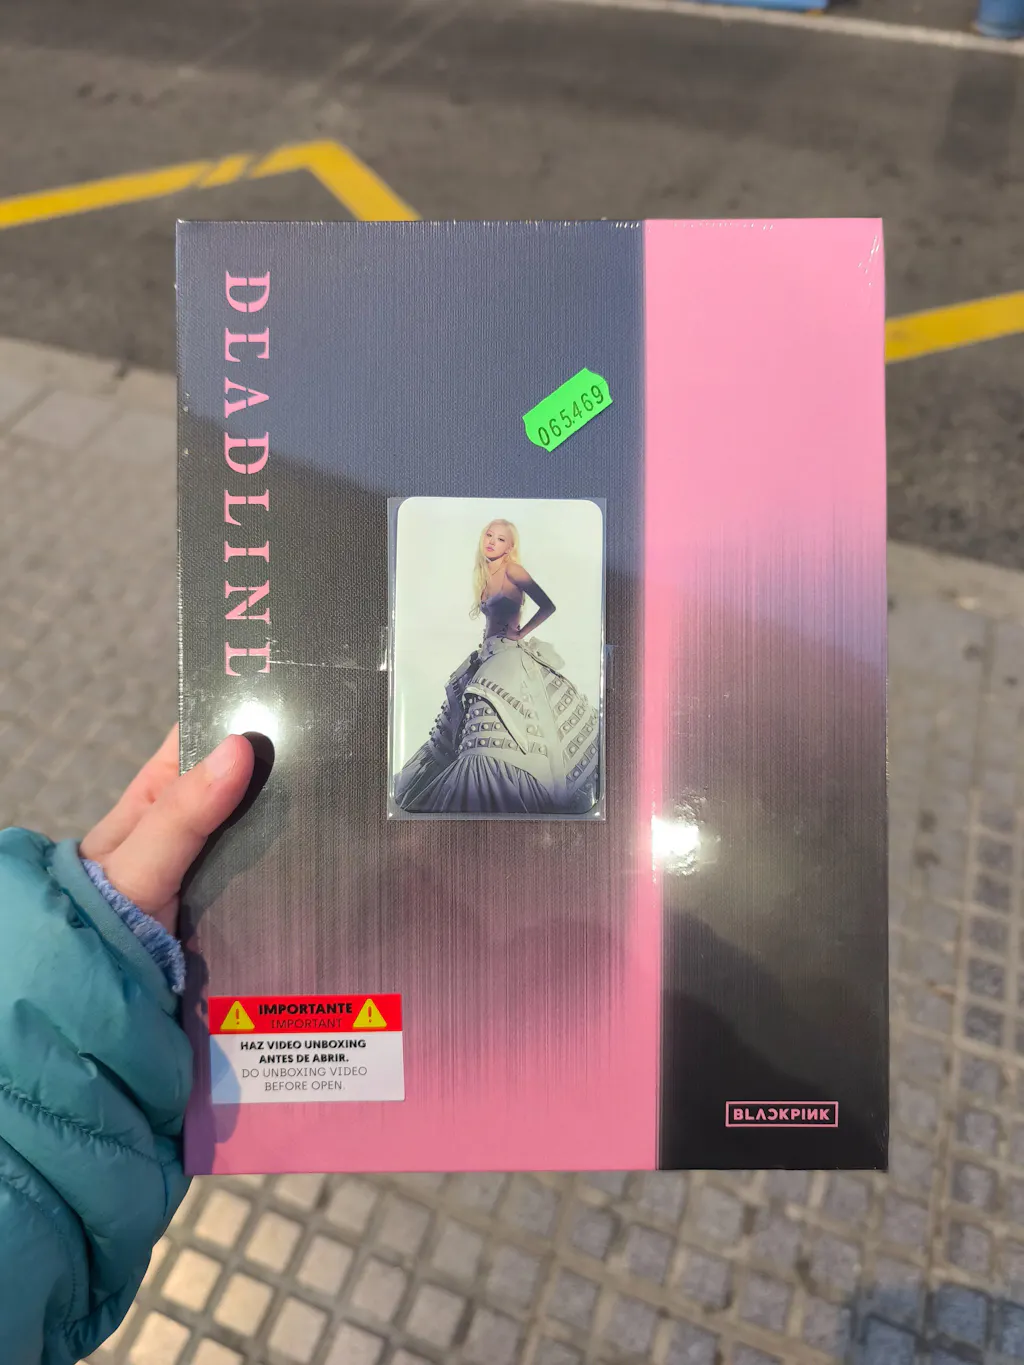 DEADLINE
065469
IMPORTANTE
IMPORTANT
HAZ VIDEO UNBOXING
ANTES DE ABRIR.
DO UNBOXING VIDEO
BEFORE OPEN.
BLACKPINK